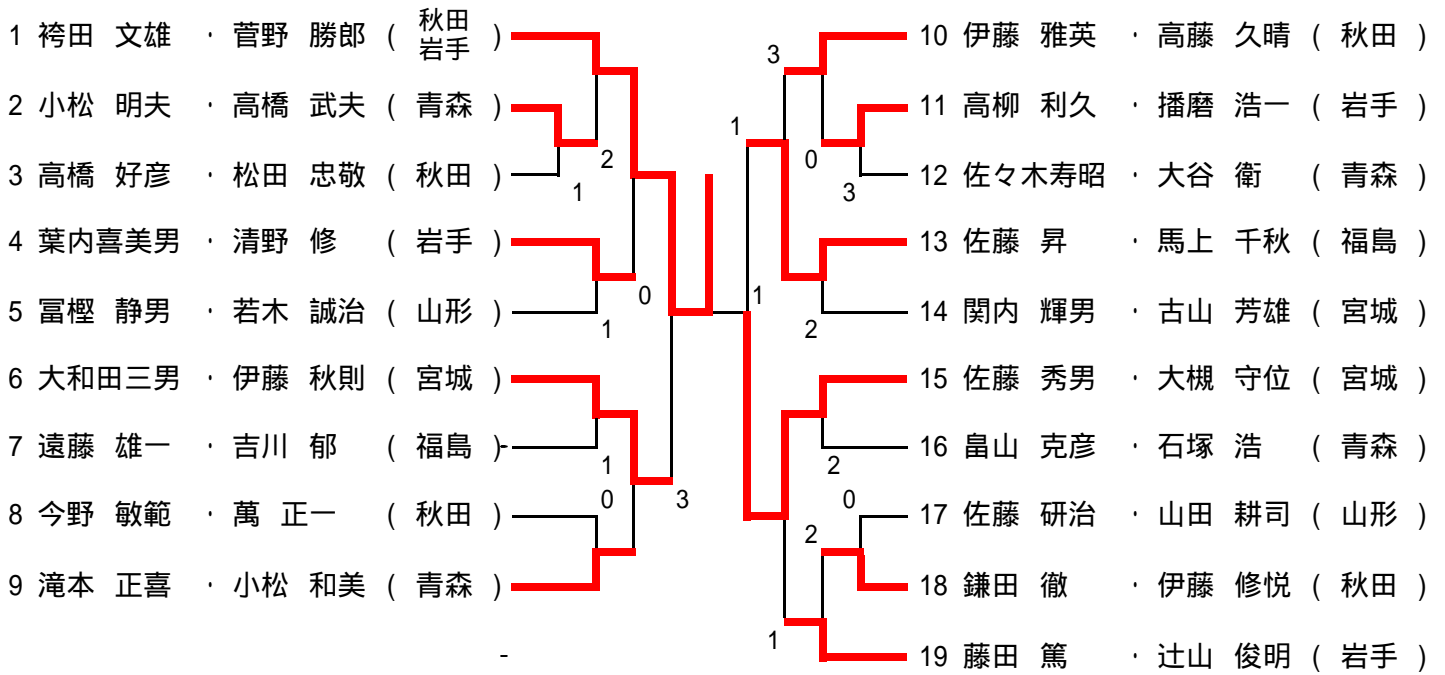 1 袴田 文雄 ・ 菅野 勝郎 ( 秋田 岩手 )
2 小松 明夫 ・ 高橋 武夫 ( 青森 )
3 高橋 好彦 ・ 松田 忠敬 ( 秋田 )
4 葉内喜美男 ・ 清野 修 ( 岩手 )
5 冨樫 静男 ・ 若木 誠治 ( 山形 )
6 大和田三男 ・ 伊藤 秋則 ( 宮城 )
7 遠藤 雄一 ・ 吉川 郁 ( 福島 )-
8 今野 敏範 ・ 萬 正一 ( 秋田 )
9 滝本 正喜 ・ 小松 和美 ( 青森 )
-
2
1
0
1
1
0
3
1
3
1
0
3
2
2
0
2
1
10 伊藤 雅英 ・ 高藤 久晴 ( 秋田 )
11 高柳 利久 ・ 播磨 浩一 ( 岩手 )
12 佐々木寿昭 ・ 大谷 衛 ( 青森 )
13 佐藤 昇 ・ 馬上 千秋 ( 福島 )
14 関内 輝男 ・ 古山 芳雄 ( 宮城 )
15 佐藤 秀男 ・ 大槻 守位 ( 宮城 )
16 畠山 克彦 ・ 石塚 浩 ( 青森 )
17 佐藤 研治 ・ 山田 耕司 ( 山形 )
18 鎌田 徹 ・ 伊藤 修悦 ( 秋田 )
19 藤田 篤 ・ 辻山 俊明 ( 岩手 )